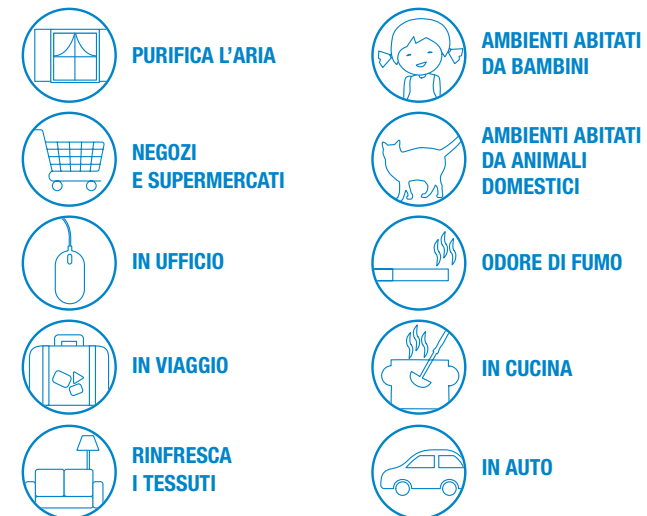 PURIFICA L'ARIA
NEGOZI
E SUPERMERCATI
IN UFFICIO
IN VIAGGIO
RINFRESCA
I TESSUTI
AMBIENTI ABITATI
DA BAMBINI
AMBIENTI ABITATI
DA ANIMALI
DOMESTICI
ODORE DI FUMO
IN CUCINA
IN AUTO